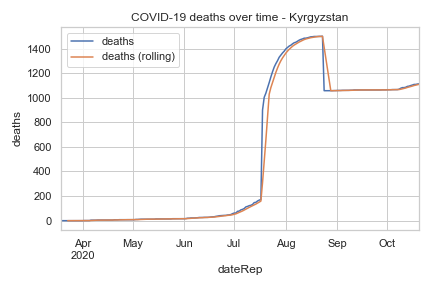 COVID-19 deaths over time - Kyrgyzstan
deaths
deaths (rolling)
1400
1200
1000
800
600
400
200
0
deaths
Apr May Jun Jul Aug Sep Oct
2020
dateRep